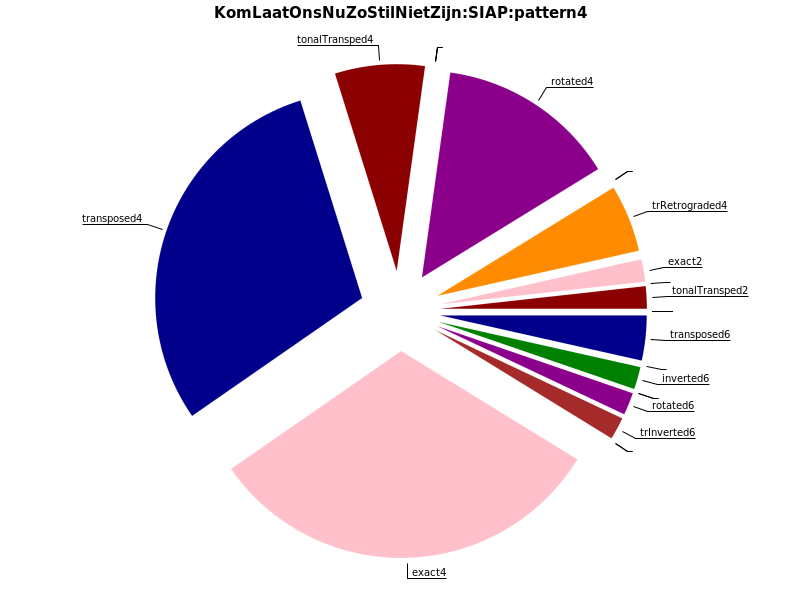 KomLaatOnsNuZoStilNietZijn:SIAP:pattern4
tonalTransped4
rotated4
trRetrograded4
transposed4
exact2
tonalTransped2
transposed6
inverted6
rotated6
trInverted6
exact4